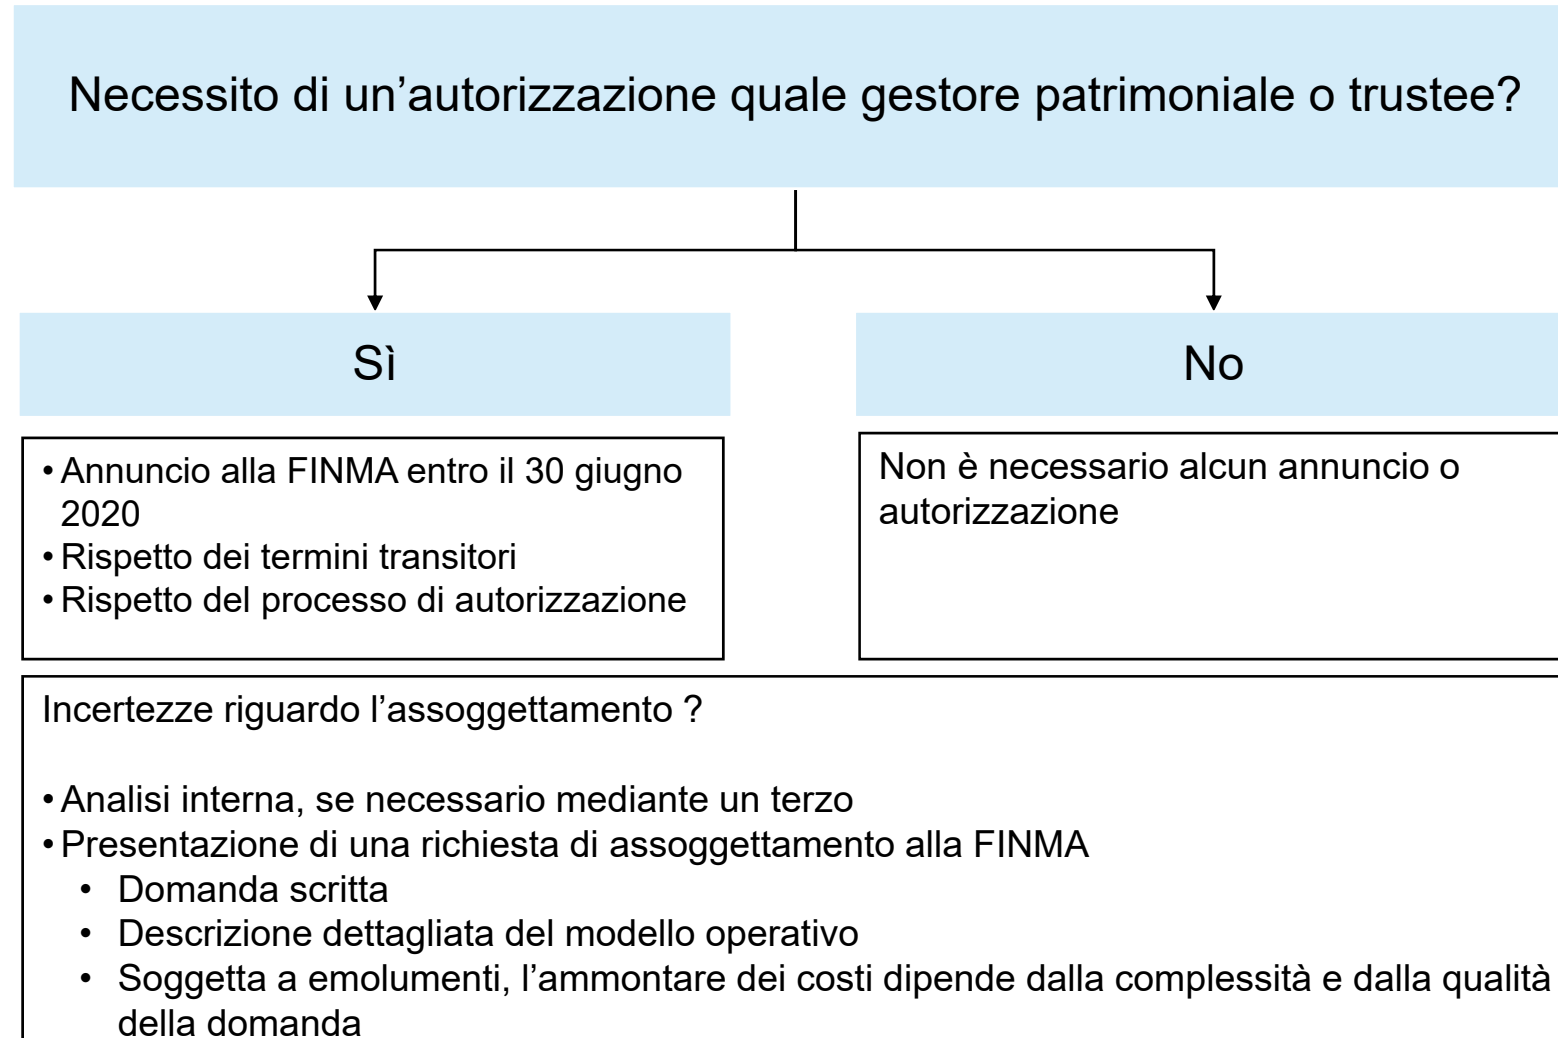 Necessito di un’autorizzazione quale gestore patrimoniale o trustee?
Sì
No
• Annuncio alla FINMA entro il 30 giugno
2020
• Rispetto dei termini transitori
• Rispetto del processo di autorizzazione
Non è necessario alcun annuncio o
autorizzazione
Incertezze riguardo l’assoggettamento ?
• Analisi interna, se necessario mediante un terzo
• Presentazione di una richiesta di assoggettamento alla FINMA
• Domanda scritta
• Descrizione dettagliata del modello operativo
• Soggetta a emolumenti, l’ammontare dei costi dipende dalla complessità e dalla qualità
della domanda